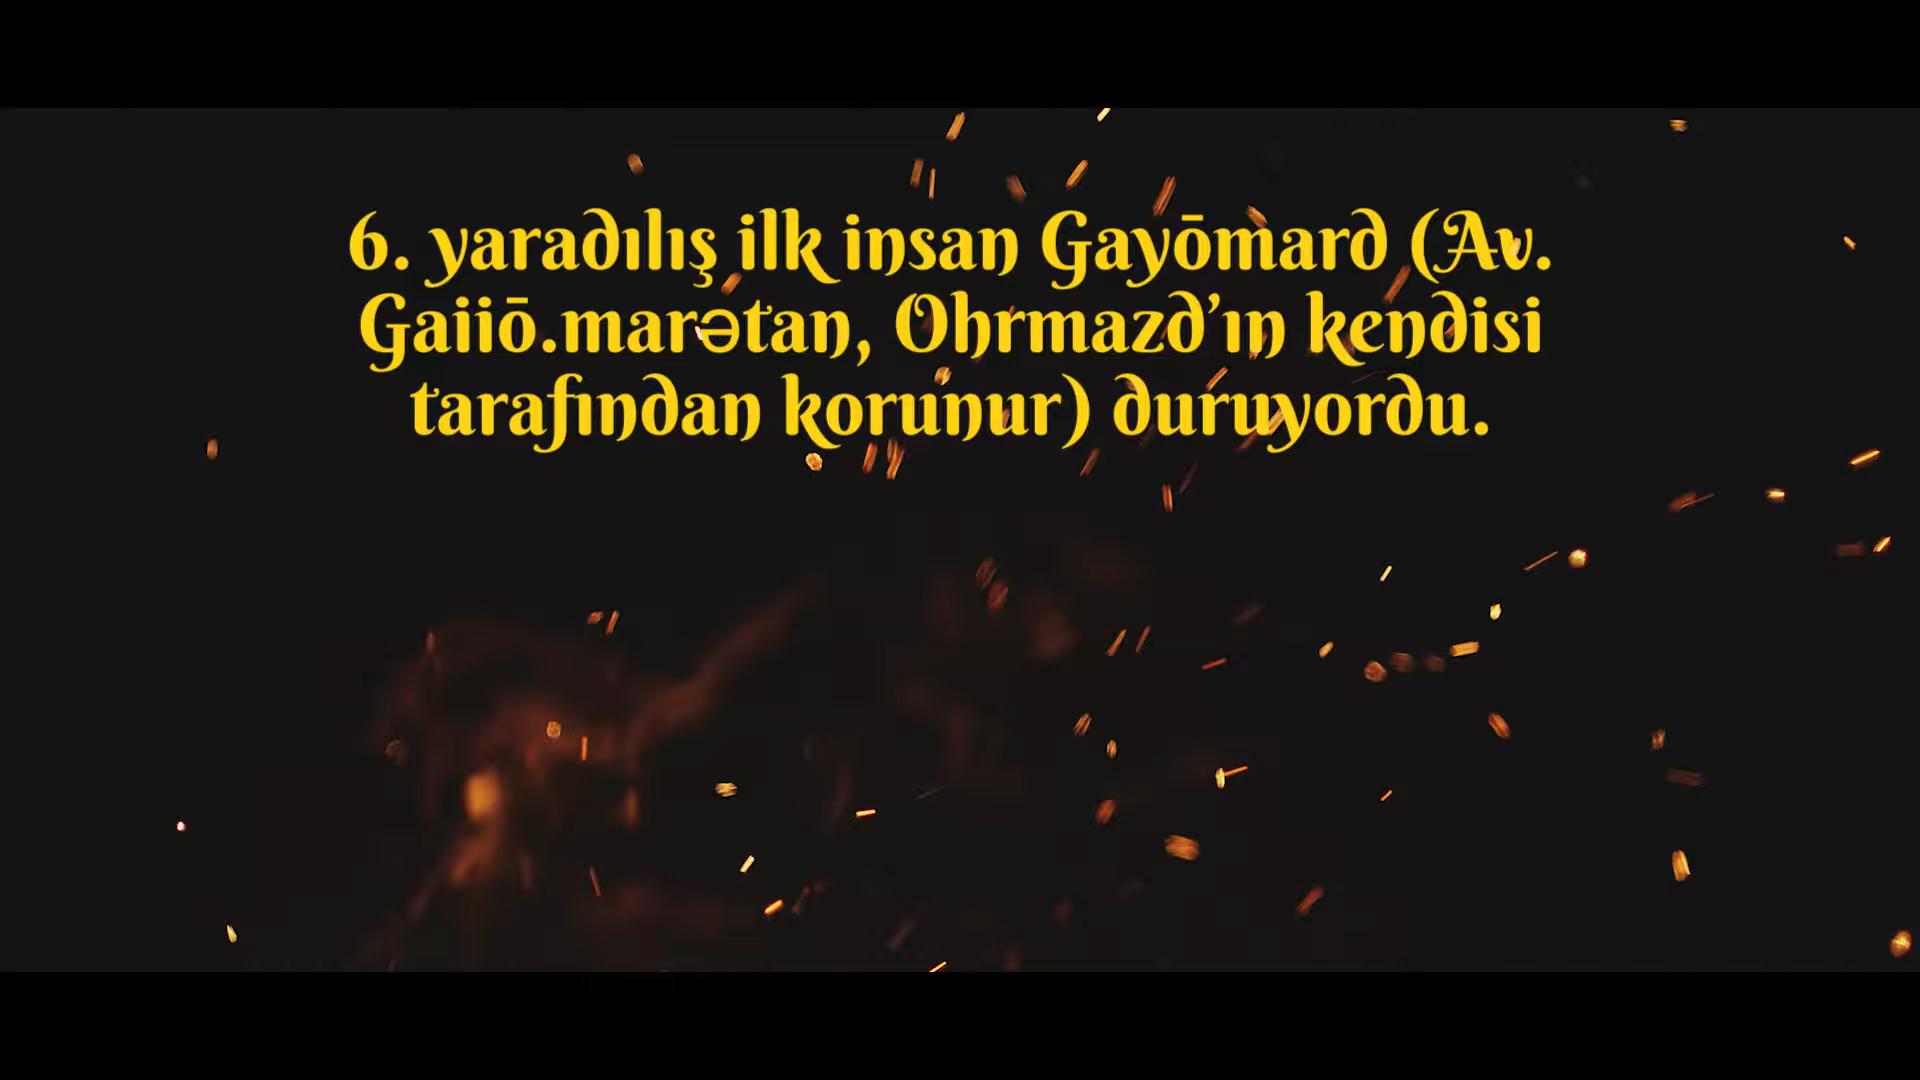 6. yaradılış ilk insan Gayōmard (Av.
Gaiiō.marətan, Ohrmazd’ın kendisi
tarafından korunur) duruyordu.